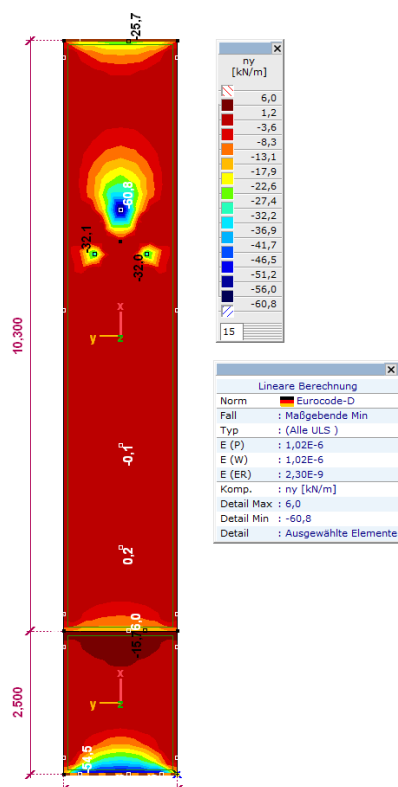 -25,7
ny
[kN/m]
6,0
1,2
-3,6
-8,3
-13,1
-17,9
-22,6
-27,4
-32,2
-36,9
-41,7
-46,5
-51,2
-56,0
-60,8
15
-60,8
-32,1
-32,0
x
y
z
10,300
Lineare Berechnung
Norm Eurocode-D
Fall : Maßgebende Min
Typ : (Alle ULS )
E (P) : 1,02E-6
E (W) : 1,02E-6
E (ER) : 2,30E-9
Komp. : ny [kN/m]
Detail Max : 6,0
Detail Min : -60,8
Detail : Ausgewählte Elemente
-0,1
0,2
6,0
-15,7
x
y
z
2,500
-54,5